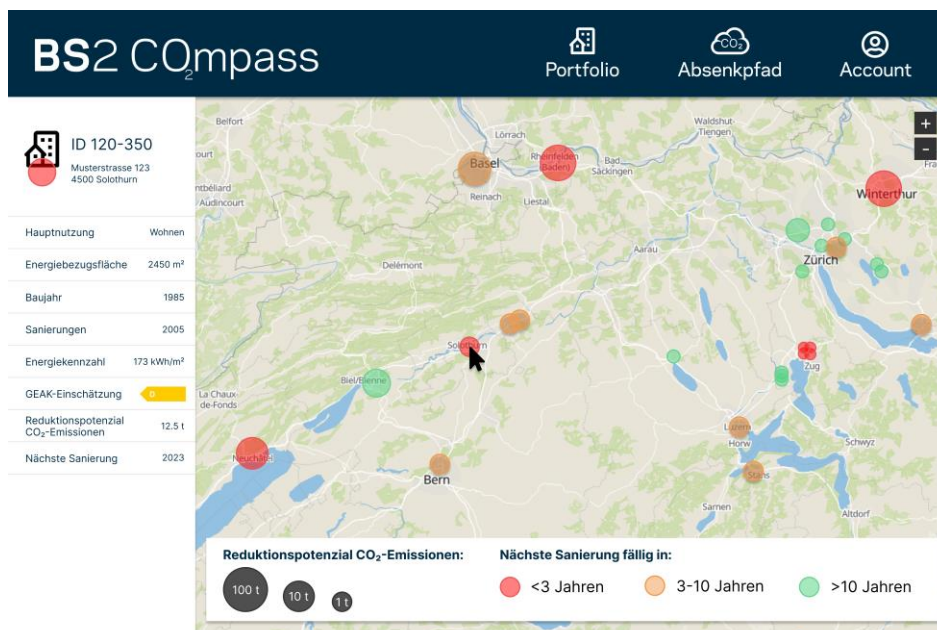 BS2 CO₂mpass
Portfolio
Absenkpfad
CO₂
Account
ID 120-350
Musterstrasse 123
4500 Solothurn
Hauptnutzung Wohnen
Energiebezugsfläche 2450 m²
Baujahr 1985
Sanierungen 2005
Energiekennzahl 173 kWh/m²
GEAK-Einschätzung D
Reduktionspotenzial
CO₂-Emissionen 12.5 t
Nächste Sanierung 2023
+
-
Belfort
Waldshut-
Tiengen
Lörrach
Basel
Rheinfelden
(Baden)
Bad
Säckingen
Fra
ourt
ntbéliard
Audincourt
Reinach
Liestal
Winterthur
Aarau
Zürich
Delémont
Solothurn
Biel/Bienne
La Chaux-
de-Fonds
Zug
Luzern
Horw
Schwyz
Neuchâtel
Bern
Stans
Sarnen
Altdorf
Reduktionspotenzial CO₂-Emissionen:
100 t
10 t
1 t
Nächste Sanierung fällig in:
<3 Jahren
3-10 Jahren
>10 Jahren